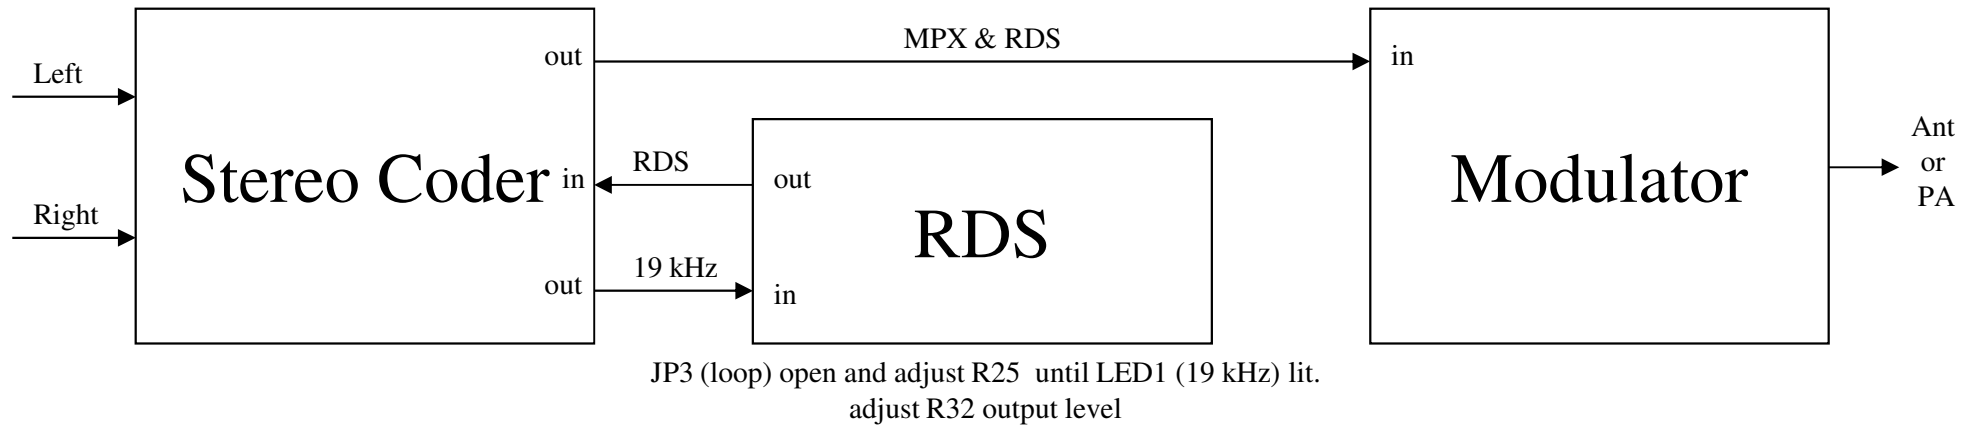 MPX & RDS
out
in
Left
Ant
or
PA
RDS
Stereo Coder
in
out
Modulator
Right
RDS
19 kHz
out
in
JP3 (loop) open and adjust R25 until LED1 (19 kHz) lit.
adjust R32 output level